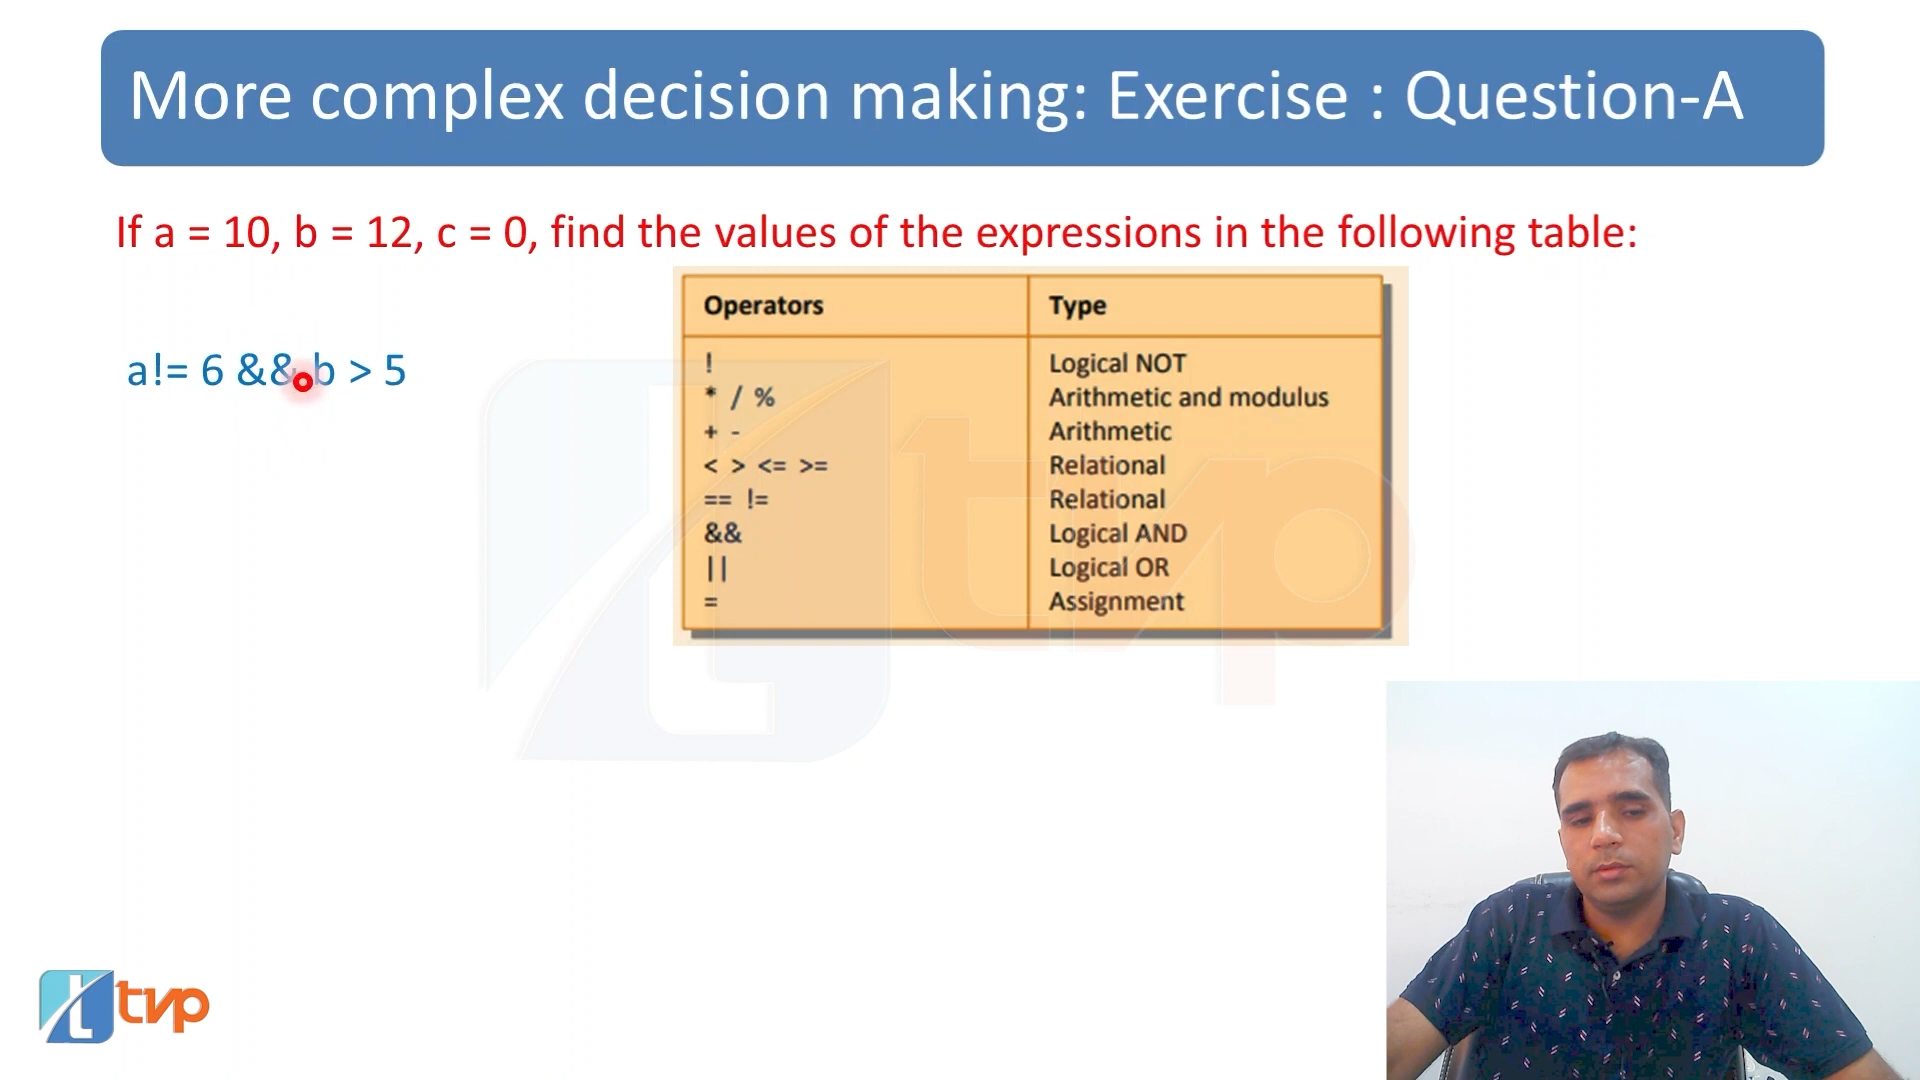 More complex decision making: Exercise : Question-A
If a = 10, b = 12, c = 0, find the values of the expressions in the following table:
a!= 6 && b > 5
Operators Type
! Logical NOT
* / % Arithmetic and modulus
+ - Arithmetic
< > <= >= Relational
== != Relational
&& Logical AND
|| Logical OR
= Assignment
tvp
t tvp